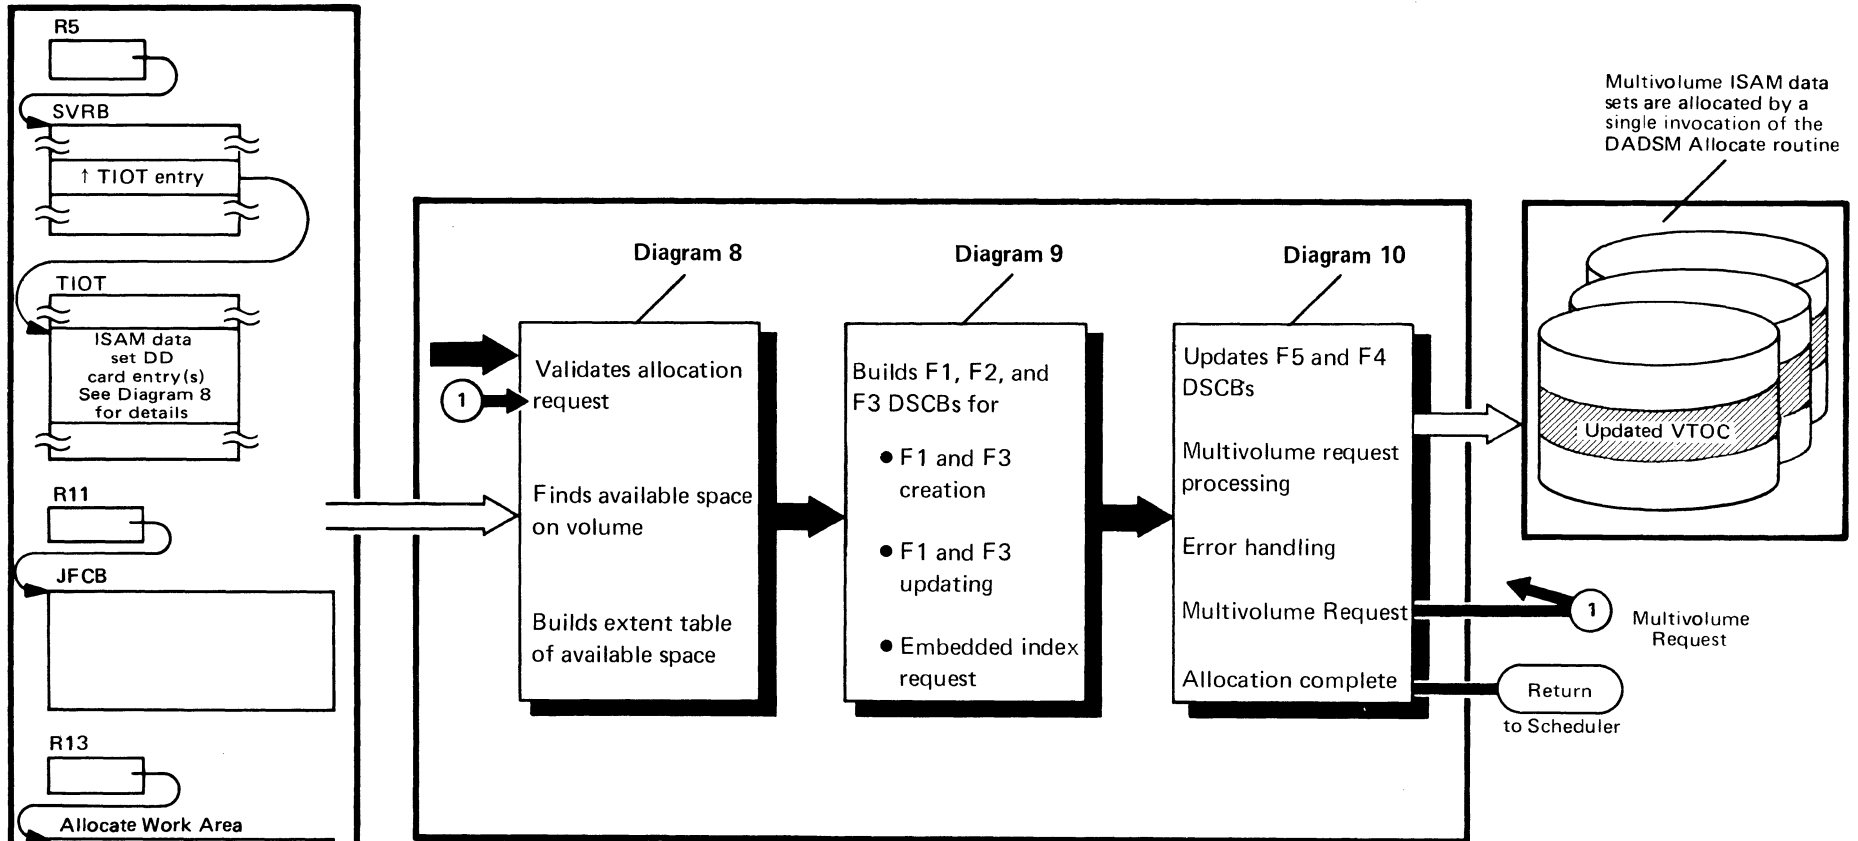 R5
SVRB
↑ TIOT entry
TIOT
ISAM data
set DD
card entry(s)
See Diagram 8
for details
R11
JFCB
R13
Allocate Work Area
Diagram 8
1
Validates allocation
request
Finds available space
on volume
Builds extent table
of available space
Diagram 9
Builds F1, F2, and
F3 DSCBs for
● F1 and F3
creation
● F1 and F3
updating
● Embedded index
request
Diagram 10
Updates F5 and F4
DSCBs
Multivolume request
processing
Error handling
Multivolume Request
Allocation complete
Multivolume ISAM data
sets are allocated by a
single invocation of the
DADSM Allocate routine
Updated VTOC
1
Multivolume
Request
Return
to Scheduler